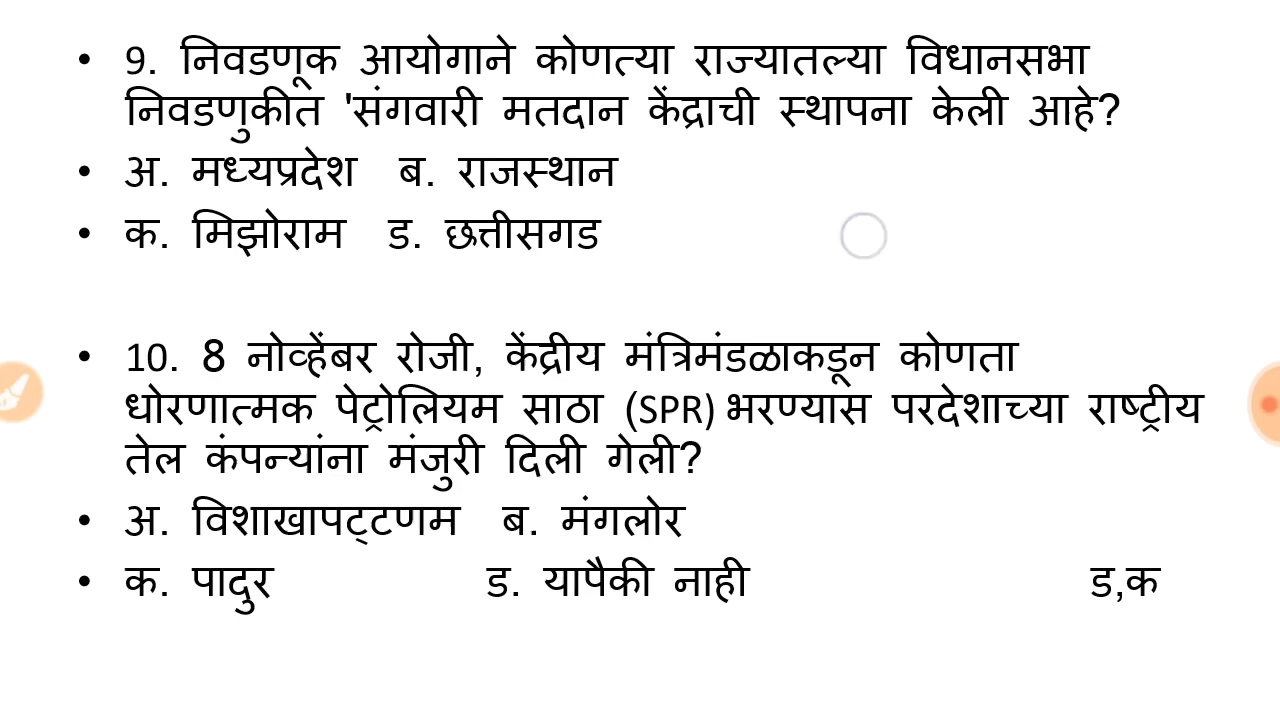 • 9. निवडणूक आयोगाने कोणत्या राज्यातल्या विधानसभा
निवडणुकीत 'संगवारी मतदान केंद्राची स्थापना केली आहे?
• अ. मध्यप्रदेश ब. राजस्थान
• क. मिझोराम ड. छत्तीसगड
• 10. 8 नोव्हेंबर रोजी, केंद्रीय मंत्रिमंडळाकडून कोणता
धोरणात्मक पेट्रोलियम साठा (SPR) भरण्यास परदेशाच्या राष्ट्रीय
तेल कंपन्यांना मंजुरी दिली गेली?
• अ. विशाखापट्टणम ब. मंगलोर
• क. पादुर ड. यापैकी नाही ड,क